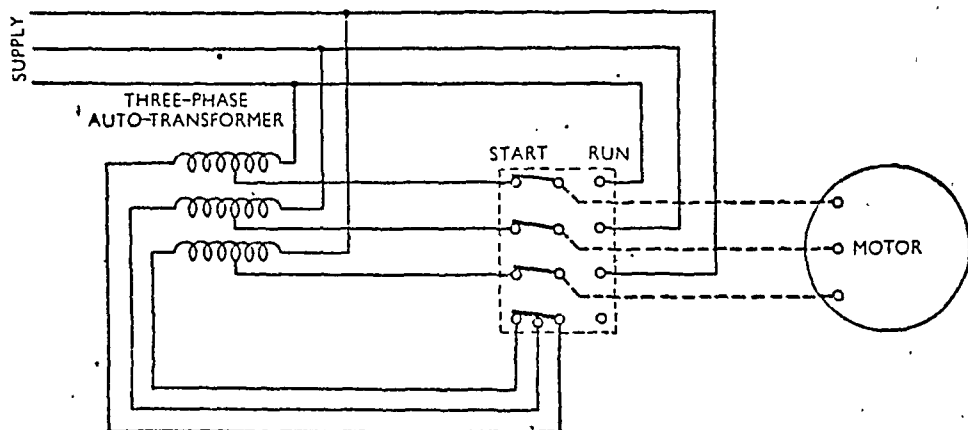 SUPPLY
THREE-PHASE
AUTO-TRANSFORMER
START RUN
MOTOR